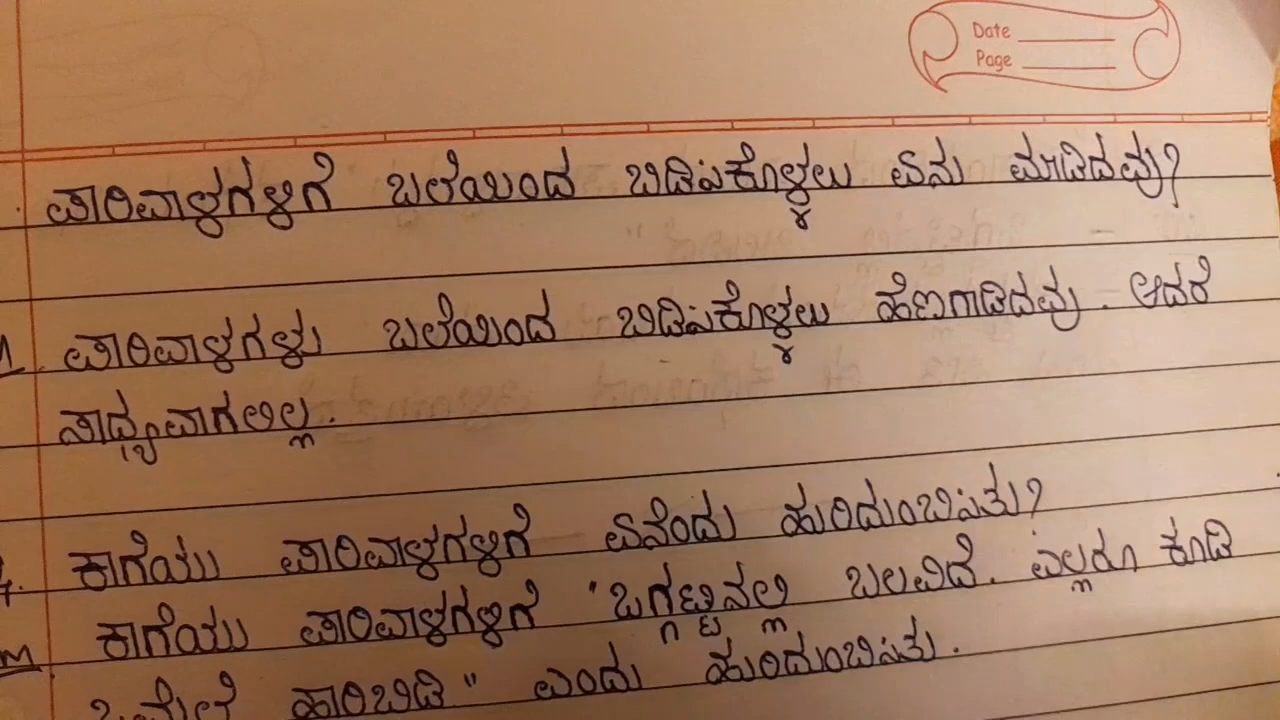 Date
Page
ಪಾರಿವಾಳಗಳಿಗೆ ಬಲೆಯಿಂದ ಬಿಡಿಸಿಕೊಳ್ಳಲು ಏನು ಮಾಡಿದವು?
ಪಾರಿವಾಳಗಳು ಬಲೆಯಿಂದ ಬಿಡಿಸಿಕೊಳ್ಳಲು ಹೆಣಗಾಡಿದವು. ಆದರೆ
ಸಾಧ್ಯವಾಗಲಿಲ್ಲ.
ಕಾಗೆಯು ಪಾರಿವಾಳಗಳಿಗೆ ಏನೆಂದು ಹುರಿದುಂಬಿಸಿತು?
ಕಾಗೆಯು ಪಾರಿವಾಳಗಳಿಗೆ "ಒಗ್ಗಟ್ಟಿನಲ್ಲಿ ಬಲವಿದೆ. ಎಲ್ಲರೂ ಕೂಡಿ
ಹಾರಿಬಿಡಿ" ಎಂದು ಹುರಿದುಂಬಿಸಿತು.